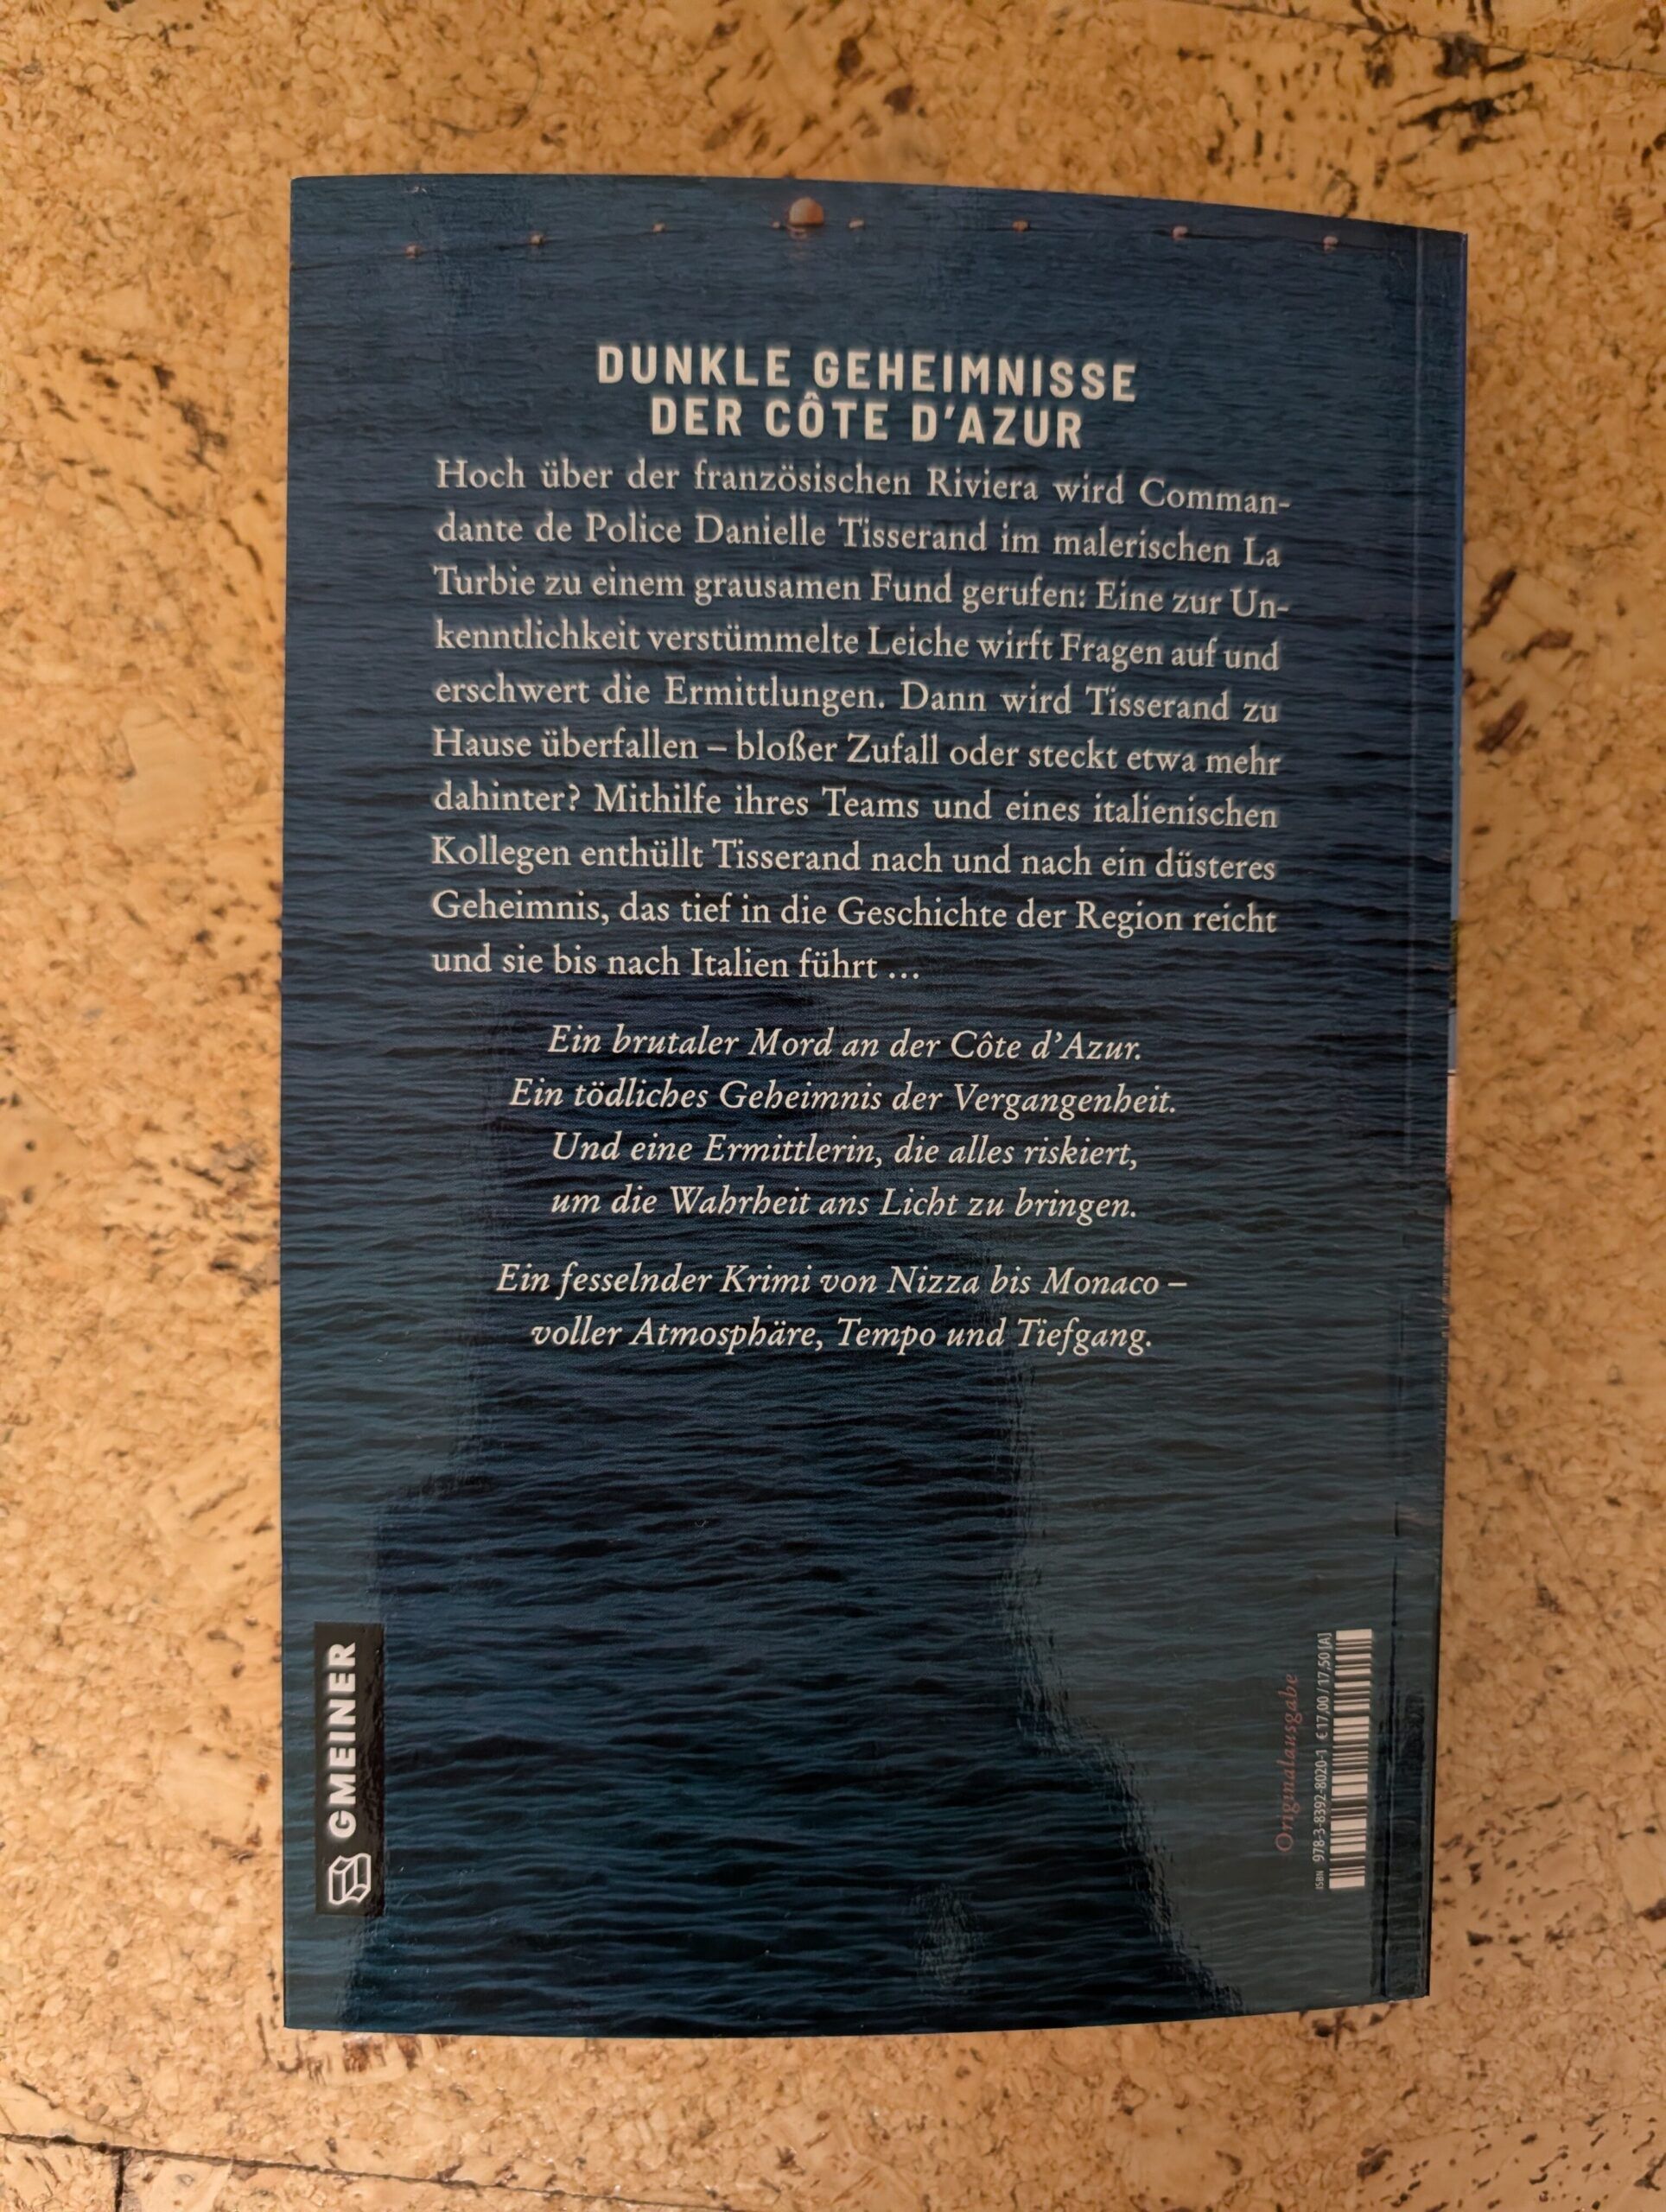 DUNKLE GEHEIMNISSE
DER CÔTE D'AZUR
Hoch über der französischen Riviera wird Comman-
dante de Police Danielle Tisserand im malerischen La
Turbie zu einem grausamen Fund gerufen: Eine zur Un-
kenntlichkeit verstümmelte Leiche wirft Fragen auf und
erschwert die Ermittlungen. Dann wird Tisserand zu
Hause überfallen – bloßer Zufall oder steckt etwa mehr
dahinter? Mithilfe ihres Teams und eines italienischen
Kollegen enthüllt Tisserand nach und nach ein düsteres
Geheimnis, das tief in die Geschichte der Region reicht
und sie bis nach Italien führt ...
Ein brutaler Mord an der Côte d'Azur.
Ein tödliches Geheimnis der Vergangenheit.
Und eine Ermittlerin, die alles riskiert,
um die Wahrheit ans Licht zu bringen.
Ein fesselnder Krimi von Nizza bis Monaco –
voller Atmosphäre, Tempo und Tiefgang.
GMEINER
Originalausgabe
ISBN 978-3-8392-8020-1 € 17,00 / 17,50 [A]